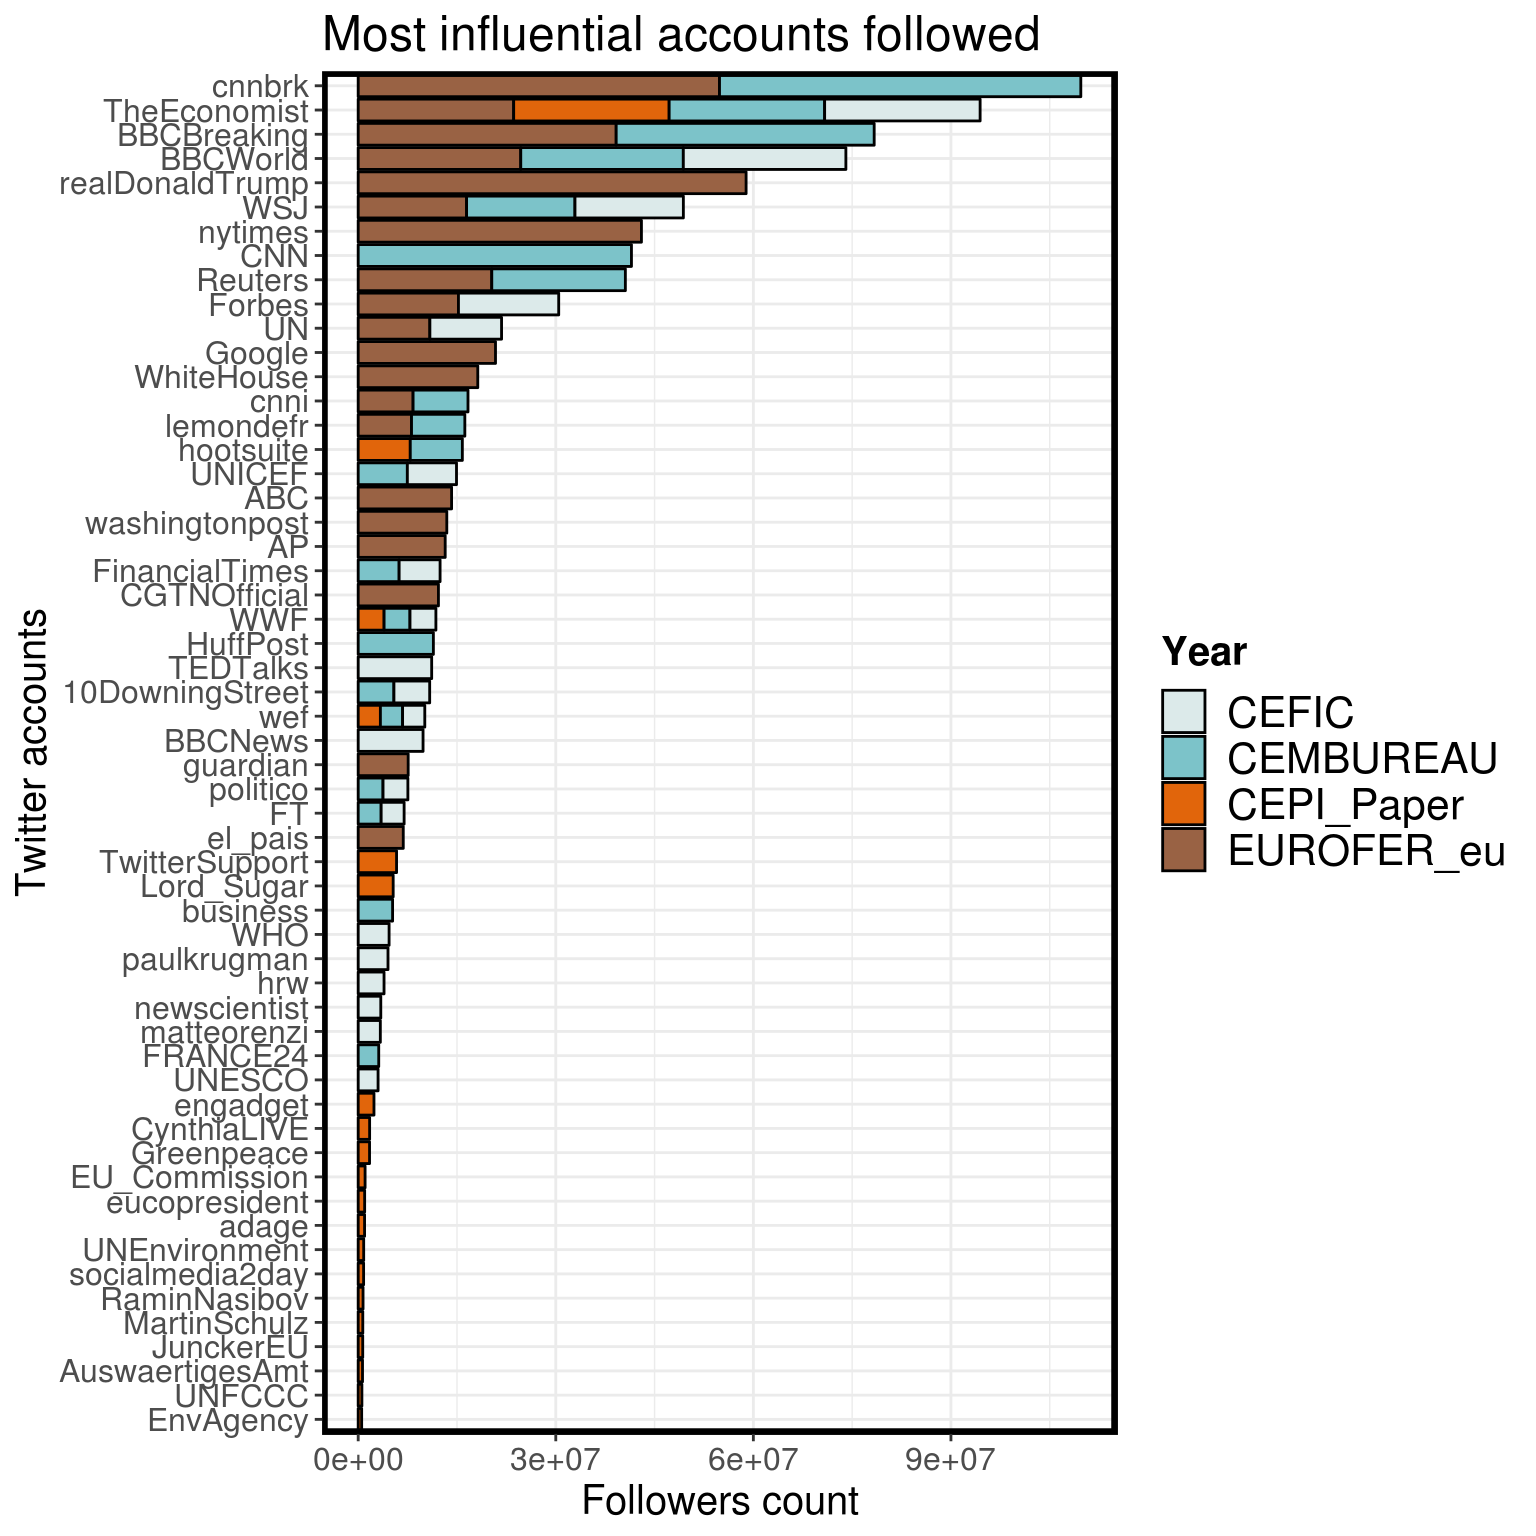 Most influential accounts followed
cnnbrk
TheEconomist
BBCBreaking
BBCWorld
realDonaldTrump
WSJ
nytimes
CNN
Reuters
Forbes
UN
Google
WhiteHouse
cnni
lemondefr
hootsuite
UNICEF
ABC
washingtonpost
AP
FinancialTimes
CGTNOfficial
WWF
HuffPost
TEDTalks
10DowningStreet
wef
BBCNews
guardian
politico
FT
el_pais
TwitterSupport
Lord_Sugar
business
WHO
paulkrugman
hrw
newscientist
matteorenzi
FRANCE24
UNESCO
engadget
CynthiaLIVE
Greenpeace
EU_Commission
eucopresident
adage
UNEnvironment
socialmedia2day
RaminNasibov
MartinSchulz
JunckerEU
AuswaertigesAmt
UNFCCC
EnvAgency
Twitter accounts
0e+00 3e+07 6e+07 9e+07
Followers count
Year
CEFIC
CEMBUREAU
CEPI_Paper
EUROFER_eu